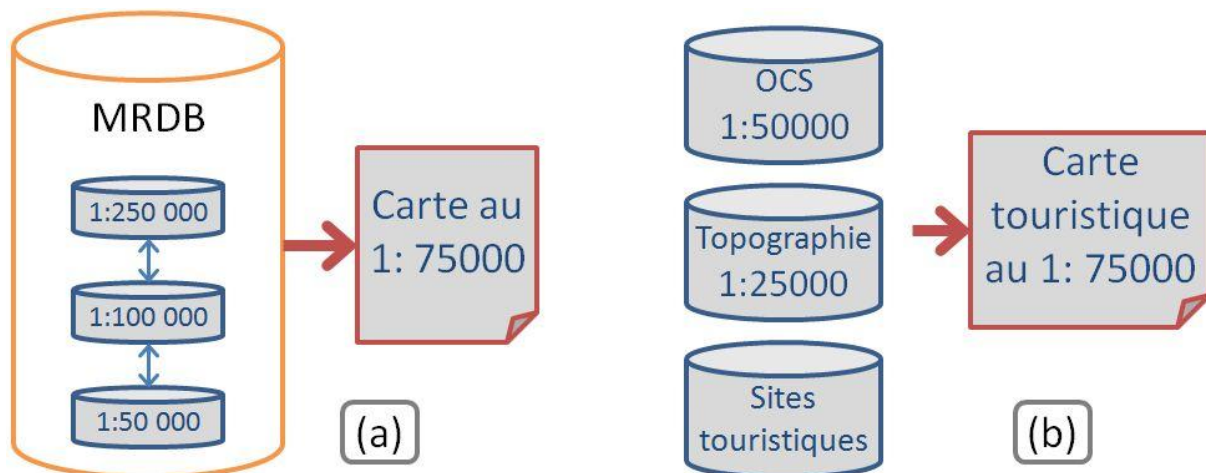 MRDB
1:250 000
1:100 000
1:50 000
Carte au
1: 75000
(a)
OCS
1:50000
Topographie
1:25000
Sites
touristiques
Carte
touristique
au 1: 75000
(b)